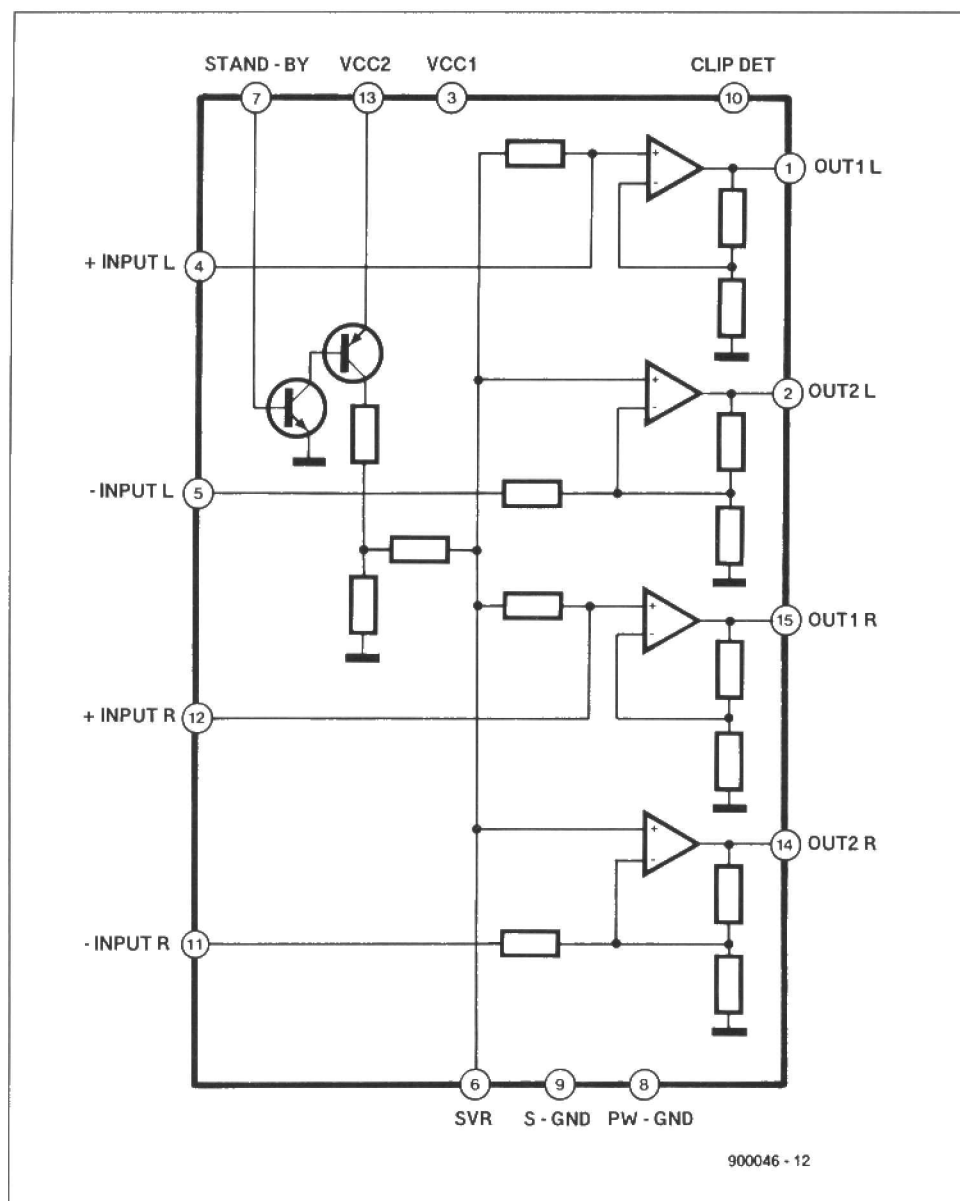 STAND - BY VCC2 VCC1 CLIP DET
7 13 3 10
+ -
1 OUT1 L
+ INPUT L 4
+ -
2 OUT2 L
- INPUT L 5
+ -
15 OUT1 R
+ INPUT R 12
+ -
14 OUT2 R
- INPUT R 11
6 9 8
SVR S - GND PW - GND
900046 - 12